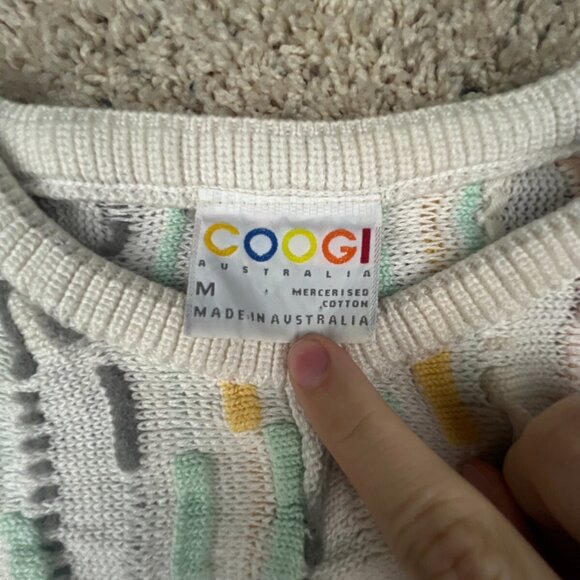 COOGI
AUSTRALIA
M MERCERISED
COTTON
MADE IN AUSTRALIA